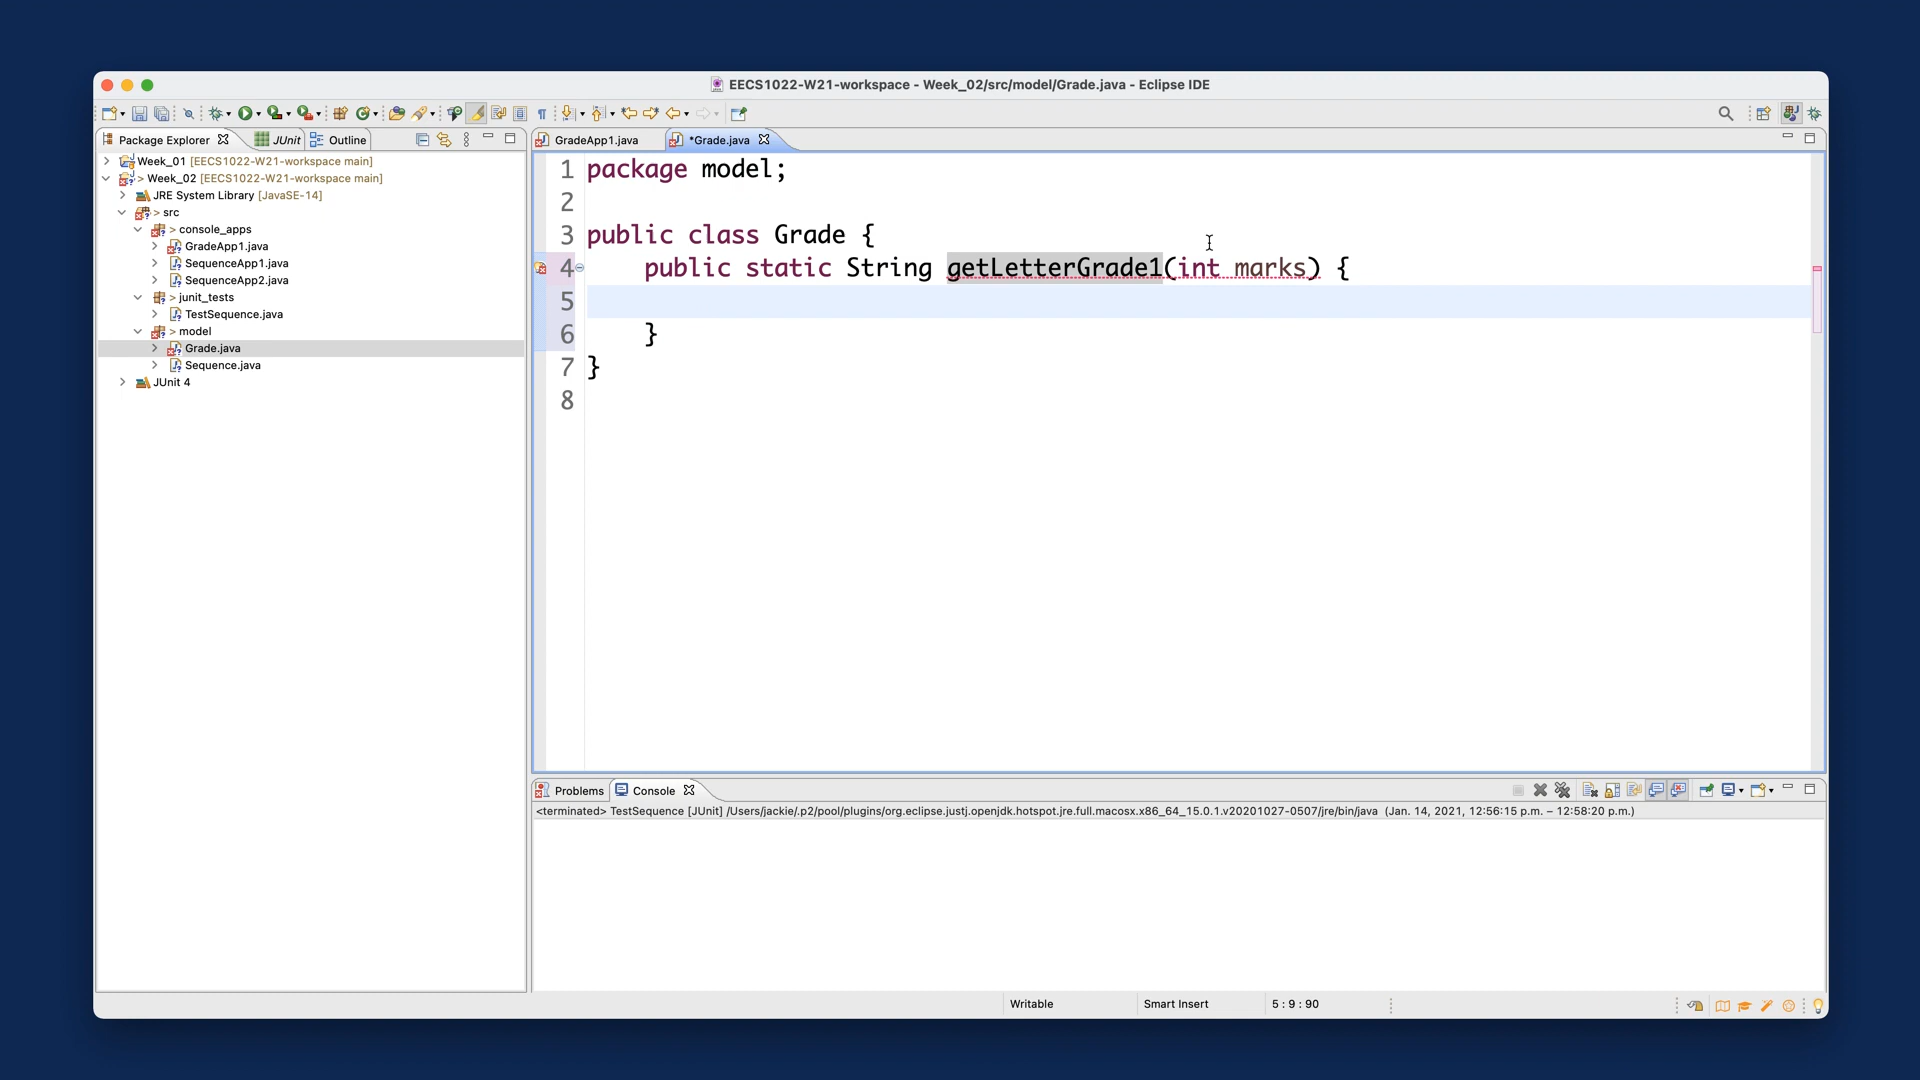 EECS1022-W21-workspace - Week_02/src/model/Grade.java - Eclipse IDE
Package Explorer
JUnit
Outline
GradeApp1.java
*Grade.java
Week_01 [EECS1022-W21-workspace main]
> Week_02 [EECS1022-W21-workspace main]
JRE System Library [JavaSE-14]
> src
> console_apps
GradeApp1.java
SequenceApp1.java
SequenceApp2.java
> junit_tests
TestSequence.java
> model
Grade.java
Sequence.java
JUnit 4
1 package model;
2
3 public class Grade {
4 public static String getLetterGrade1(int marks) {
5
6 }
7 }
8
Problems
Console
<terminated> TestSequence [JUnit] /Users/jackie/.p2/pool/plugins/org.eclipse.justj.openjdk.hotspot.jre.full.macosx.x86_64_15.0.1.v20201027-0507/jre/bin/java (Jan. 14, 2021, 12:56:15 p.m. – 12:58:20 p.m.)
Writable
Smart Insert
5 : 9 : 90